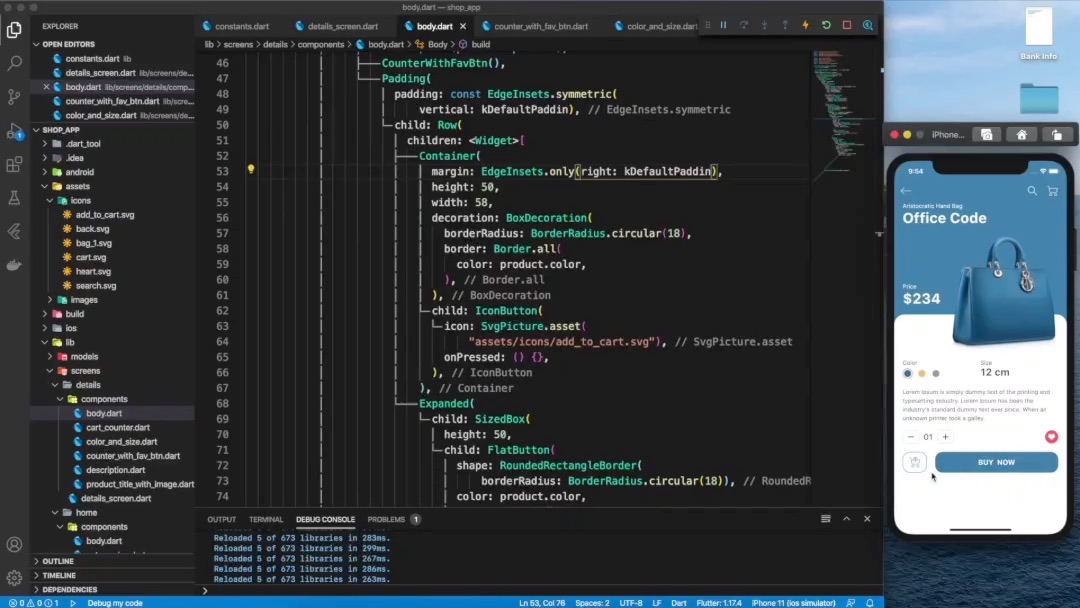 body.dart — shop_app
EXPLORER
OPEN EDITORS
constants.dart lib
details_screen.dart lib/screens/de...
body.dart lib/screens/details/comp...
counter_with_fav_btn.dart lib/scre...
color_and_size.dart lib/screens/de...
SHOP_APP
.dart_tool
.idea
android
assets
icons
add_to_cart.svg
back.svg
bag_1.svg
cart.svg
heart.svg
search.svg
images
build
ios
lib
models
screens
details
components
body.dart
cart_counter.dart
color_and_size.dart
counter_with_fav_btn.dart
description.dart
product_title_with_image.dart
details_screen.dart
home
components
body.dart
OUTLINE
TIMELINE
DEPENDENCIES
constants.dart
details_screen.dart
body.dart
counter_with_fav_btn.dart
color_and_size.dart
lib > screens > details > components > body.dart > Body > build
46 CounterWithFavBtn(),
47 Padding(
48 padding: const EdgeInsets.symmetric(
49 vertical: kDefaultPaddin), // EdgeInsets.symmetric
50 child: Row(
51 children: <Widget>[
52 Container(
53 margin: EdgeInsets.only(right: kDefaultPaddin),
54 height: 50,
55 width: 58,
56 decoration: BoxDecoration(
57 borderRadius: BorderRadius.circular(18),
58 border: Border.all(
59 color: product.color,
60 ), // Border.all
61 ), // BoxDecoration
62 child: IconButton(
63 icon: SvgPicture.asset(
64 "assets/icons/add_to_cart.svg"), // SvgPicture.asset
65 onPressed: () {},
66 ), // IconButton
67 ), // Container
68 Expanded(
69 child: SizedBox(
70 height: 50,
71 child: FlatButton(
72 shape: RoundedRectangleBorder(
73 borderRadius: BorderRadius.circular(18)), // RoundedR
74 color: product.color,
OUTPUT TERMINAL DEBUG CONSOLE PROBLEMS 1
Reloaded 5 of 673 libraries in 283ms.
Reloaded 5 of 673 libraries in 299ms.
Reloaded 5 of 673 libraries in 267ms.
Reloaded 5 of 673 libraries in 286ms.
Reloaded 5 of 673 libraries in 263ms.
0 0 1 Debug my code
Ln 53, Col 76 Spaces: 2 UTF-8 LF Dart Flutter: 1.17.4 iPhone 11 (ios simulator)
Bank Info
iPhone...
9:54
Aristocratic Hand Bag
Office Code
Price
$234
Color
Size
12 cm
Lorem Ipsum is simply dummy text of the printing and
typesetting industry. Lorem Ipsum has been the
industry's standard dummy text ever since. When an
unknown printer took a galley.
01
BUY NOW